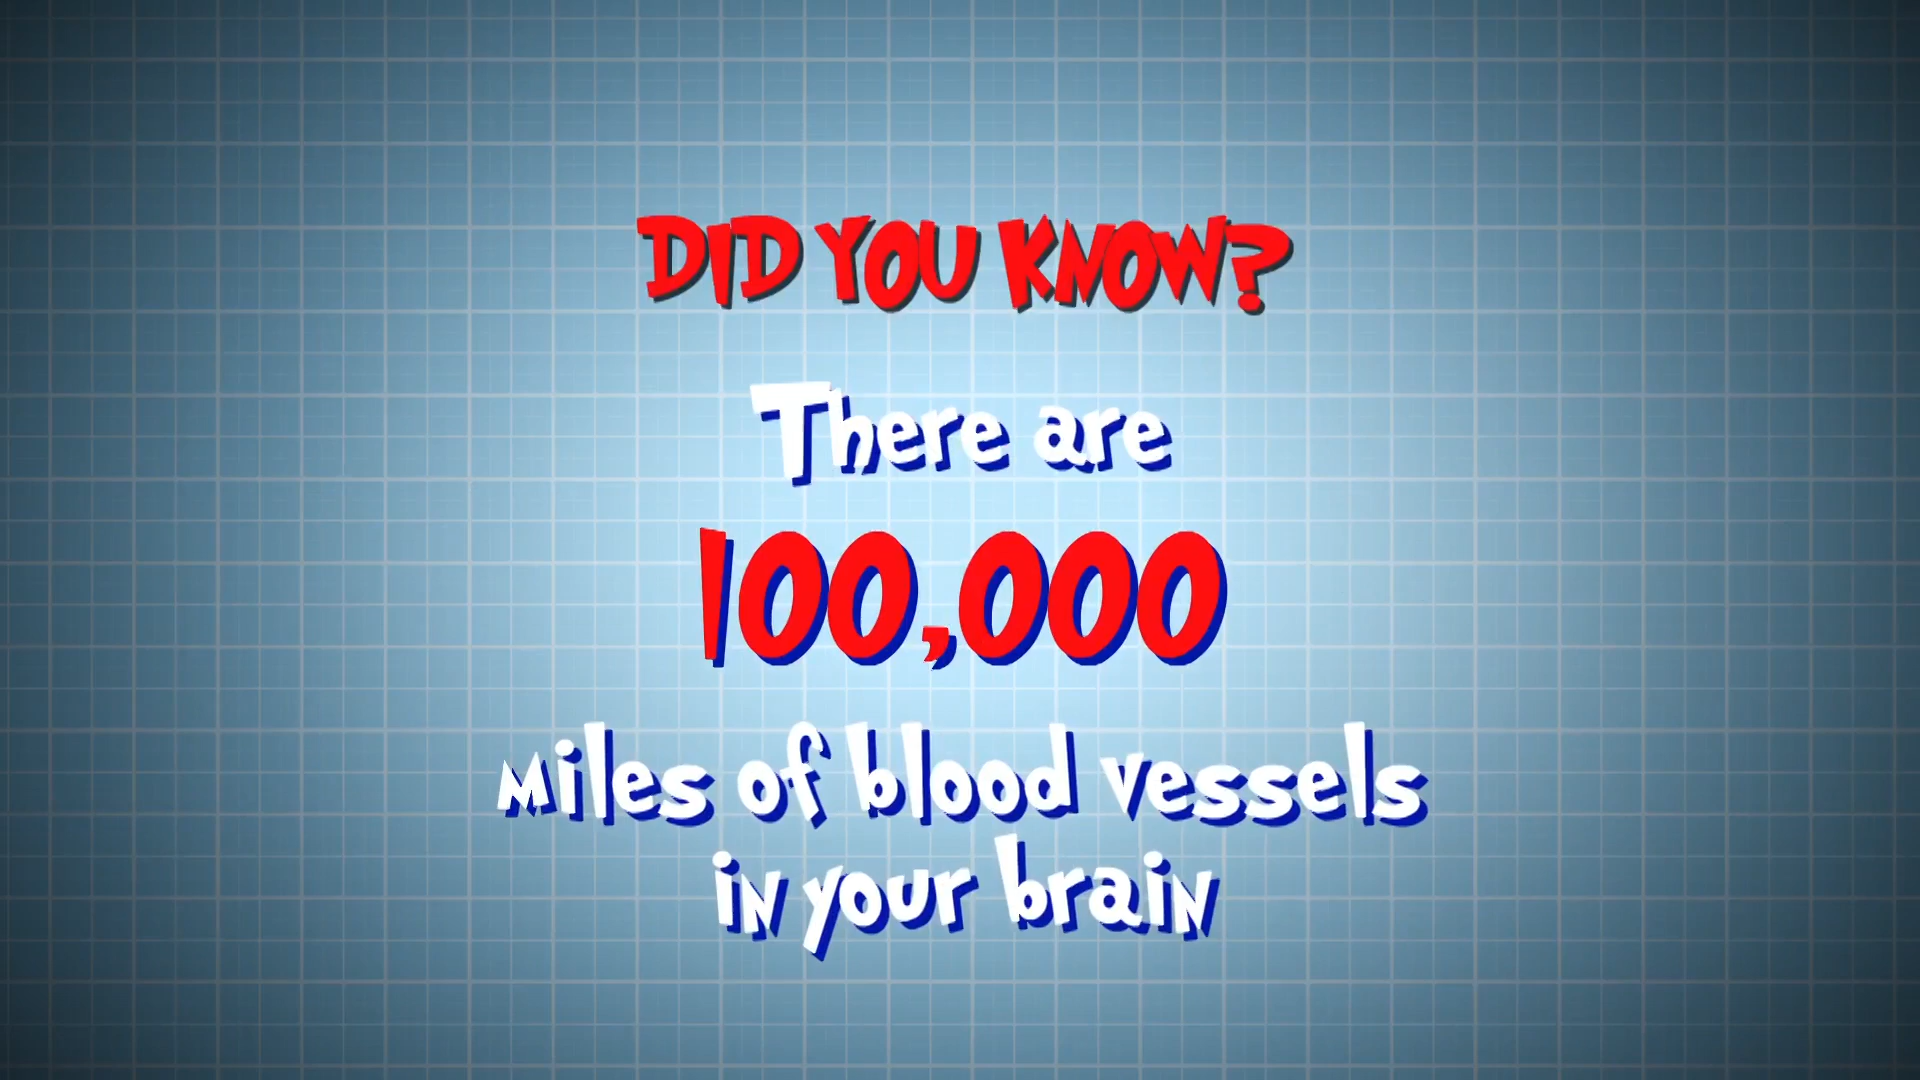 DID YOU KNOW?
There are
100,000
Miles of blood vessels
in your brain